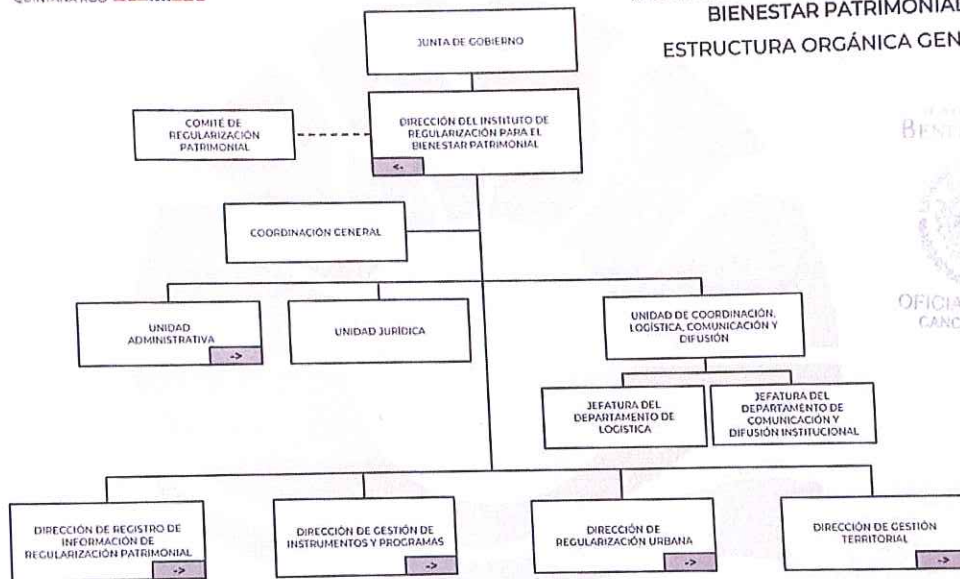 BIENESTAR PATRIMONIAL
ESTRUCTURA ORGÁNICA GEN
JUNTA DE GOBIERNO
COMITÉ DE
REGULARIZACIÓN
PATRIMONIAL
DIRECCIÓN DEL INSTITUTO DE
REGULARIZACIÓN PARA EL
BIENESTAR PATRIMONIAL
<-
COORDINACIÓN GENERAL
UNIDAD
ADMINISTRATIVA
->
UNIDAD JURÍDICA
UNIDAD DE COORDINACIÓN,
LOGÍSTICA, COMUNICACIÓN Y
DIFUSIÓN
JEFATURA DEL
DEPARTAMENTO DE
LOGISTICA
JEFATURA DEL
DEPARTAMENTO DE
COMUNICACIÓN Y
DIFUSIÓN INSTITUCIONAL
DIRECCIÓN DE REGISTRO DE
INFORMACIÓN DE
REGULARIZACIÓN PATRIMONIAL
->
DIRECCIÓN DE GESTIÓN DE
INSTRUMENTOS Y PROGRAMAS
->
DIRECCIÓN DE
REGULARIZACIÓN URBANA
->
DIRECCIÓN DE GESTIÓN
TERRITORIAL
->